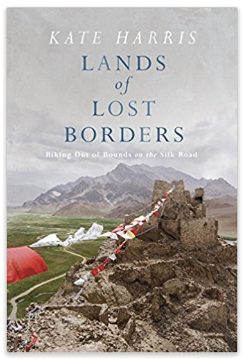 KATE HARRIS
LANDS
of
LOST
BORDERS
Biking Out of Bounds on the Silk Road